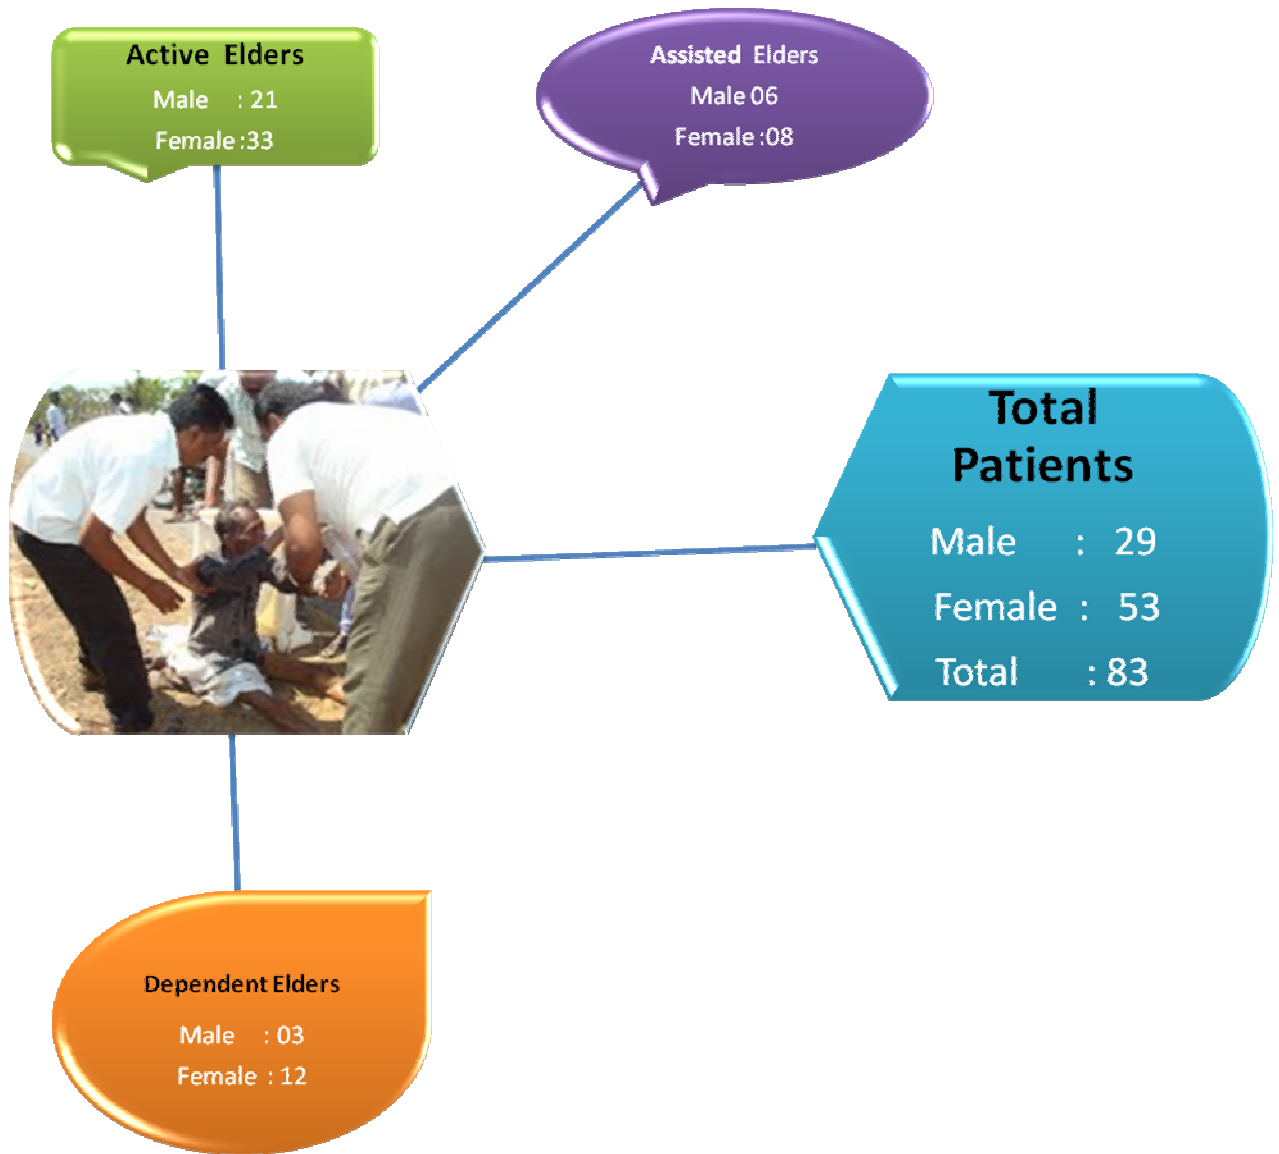 Active Elders
Male : 21
Female :33
Assisted Elders
Male 06
Female :08
Total
Patients
Male : 29
Female : 53
Total : 83
Dependent Elders
Male : 03
Female : 12